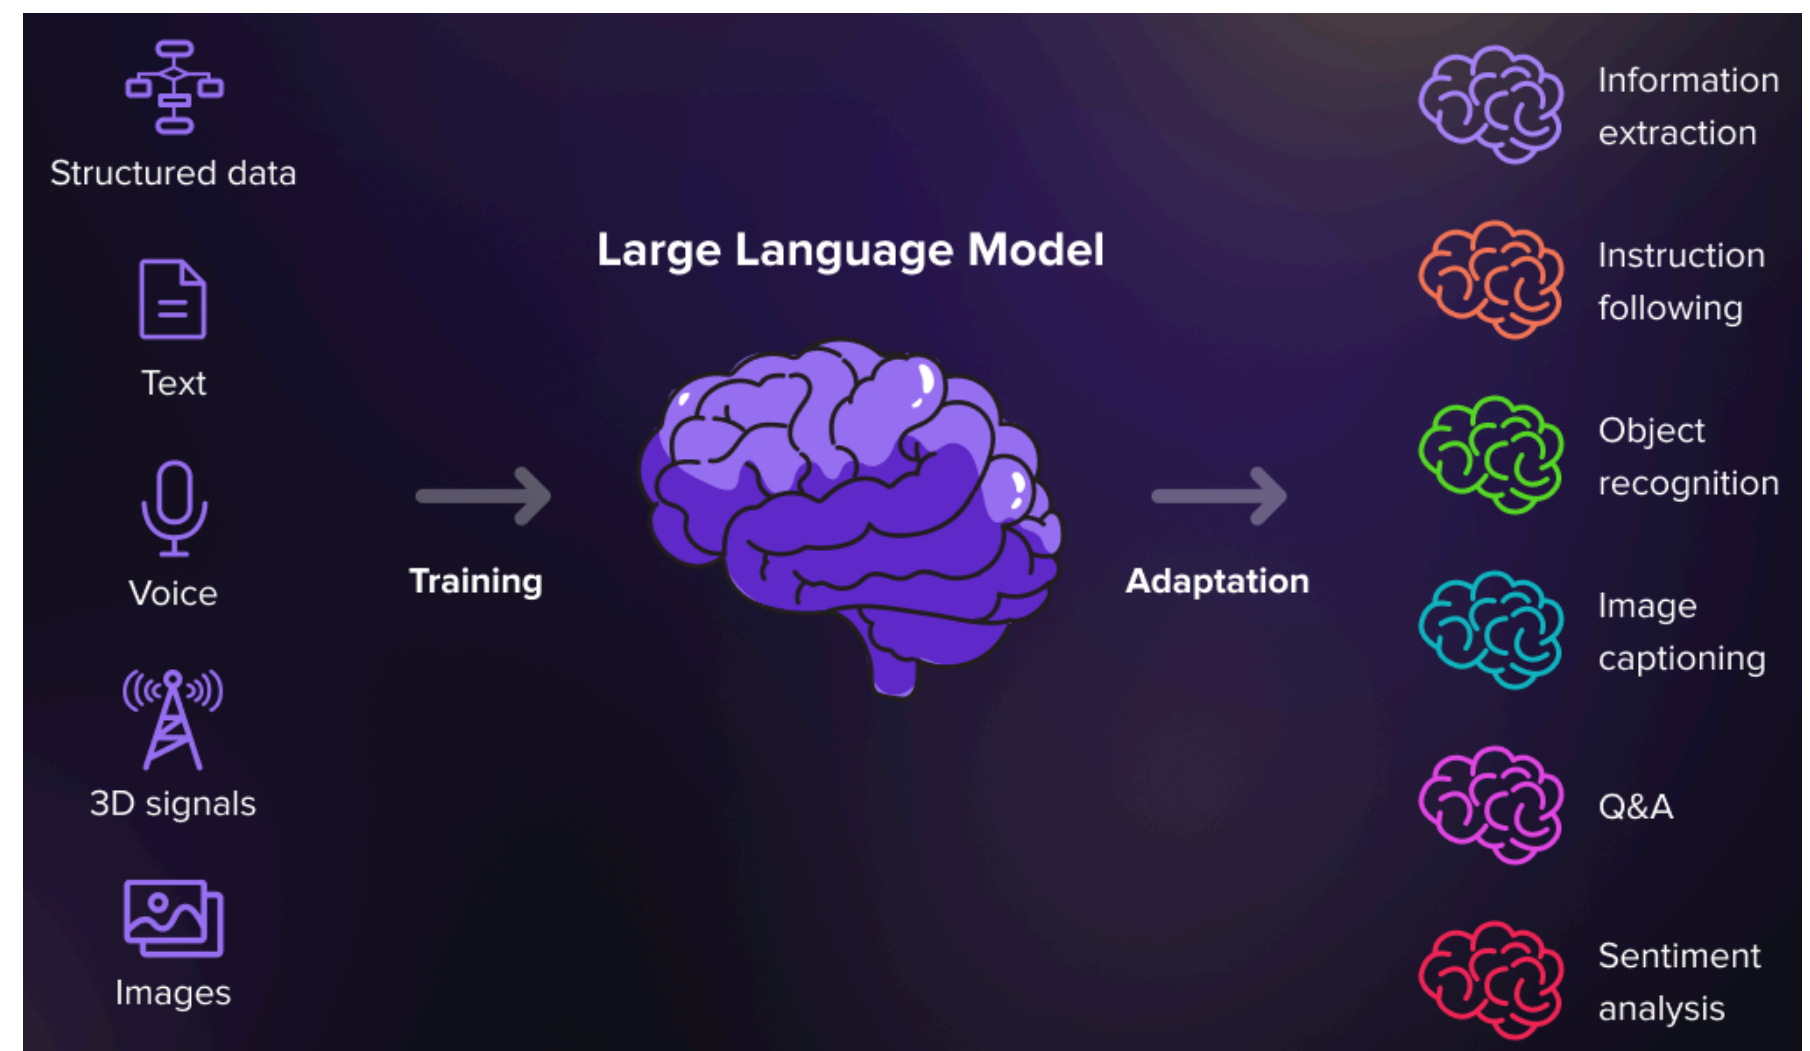 Structured data
Text
Voice
3D signals
Images
Training
Large Language Model
Adaptation
Information
extraction
Instruction
following
Object
recognition
Image
captioning
Q&A
Sentiment
analysis